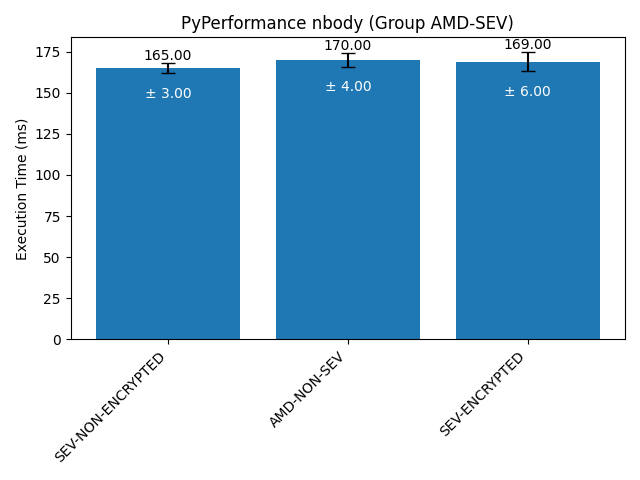 PyPerformance nbody (Group AMD-SEV)
Execution Time (ms)
175
150
125
100
75
50
25
0
165.00
± 3.00
170.00
± 4.00
169.00
± 6.00
SEV-NON-ENCRYPTED
AMD-NON-SEV
SEV-ENCRYPTED